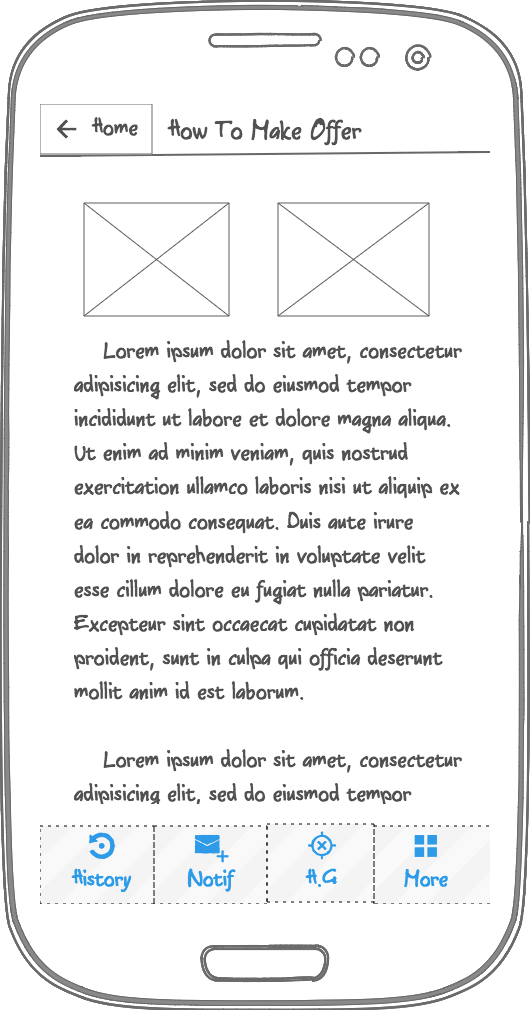 Home How To Make Offer
Lorem ipsum dolor sit amet, consectetur
adipisicing elit, sed do eiusmod tempor
incididunt ut labore et dolore magna aliqua.
Ut enim ad minim veniam, quis nostrud
exercitation ullamco laboris nisi ut aliquip ex
ea commodo consequat. Duis aute irure
dolor in reprehenderit in voluptate velit
esse cillum dolore eu fugiat nulla pariatur.
Excepteur sint occaecat cupidatat non
proident, sunt in culpa qui officia deserunt
mollit anim id est laborum.
Lorem ipsum dolor sit amet, consectetur
adipisicing elit, sed do eiusmod tempor
History Notif H.G More